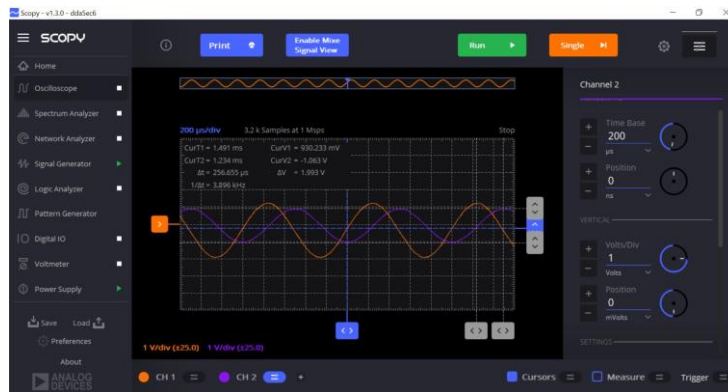 Scopy - v1.3.0 - ddaSec6
SCOPY
Print
Enable Mixe
Signal View
Run
Single
Home
Oscilloscope
Spectrum Analyzer
Network Analyzer
Signal Generator
Logic Analyzer
Pattern Generator
Digital IO
Voltmeter
Power Supply
Save Load
Preferences
About
ANALOG
DEVICES
200 µs/div 3.2 k Samples at 1 Msps Stop
CurT1 = 1.491 ms CurV1 = 930.233 mV
CurT2 = 1.234 ms CurV2 = -1.063 V
Δt = 256.655 µs ΔV = 1.993 V
1/Δt = 3.896 kHz
1 V/div (±25.0) 1 V/div (±25.0)
CH 1 CH 2 +
Cursors Measure Trigger
Channel 2
Time Base
200
µs
Position
0
ns
VERTICAL
Volts/Div
1
Volts
Position
0
mVolts
SETTINGS